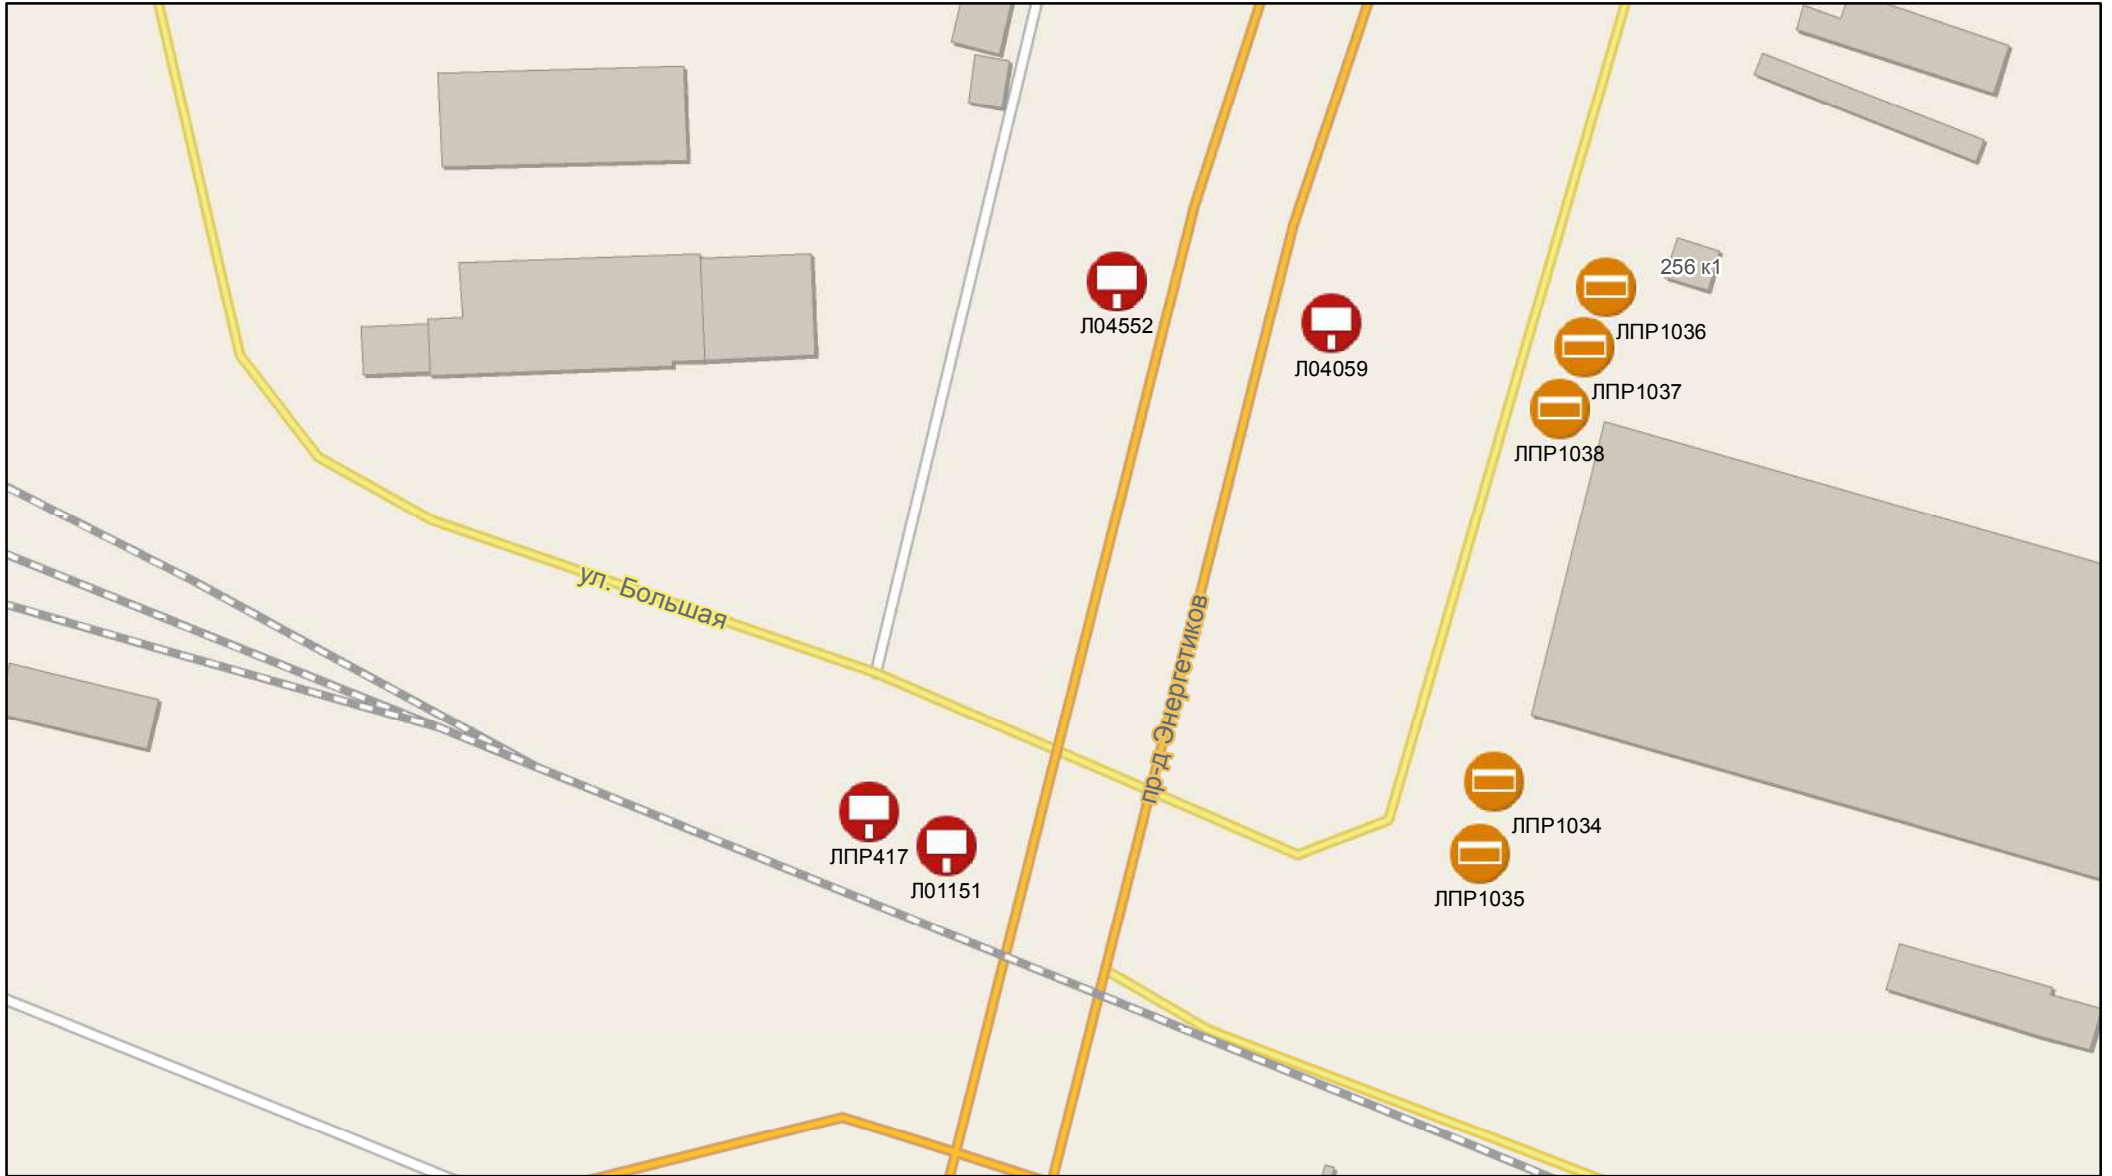 256 к1
Л04552
ЛПР1036
Л04059
ЛПР1037
ЛПР1038
ул. Большая
пр-д Энергетиков
ЛПР1034
ЛПР417
Л01151
ЛПР1035